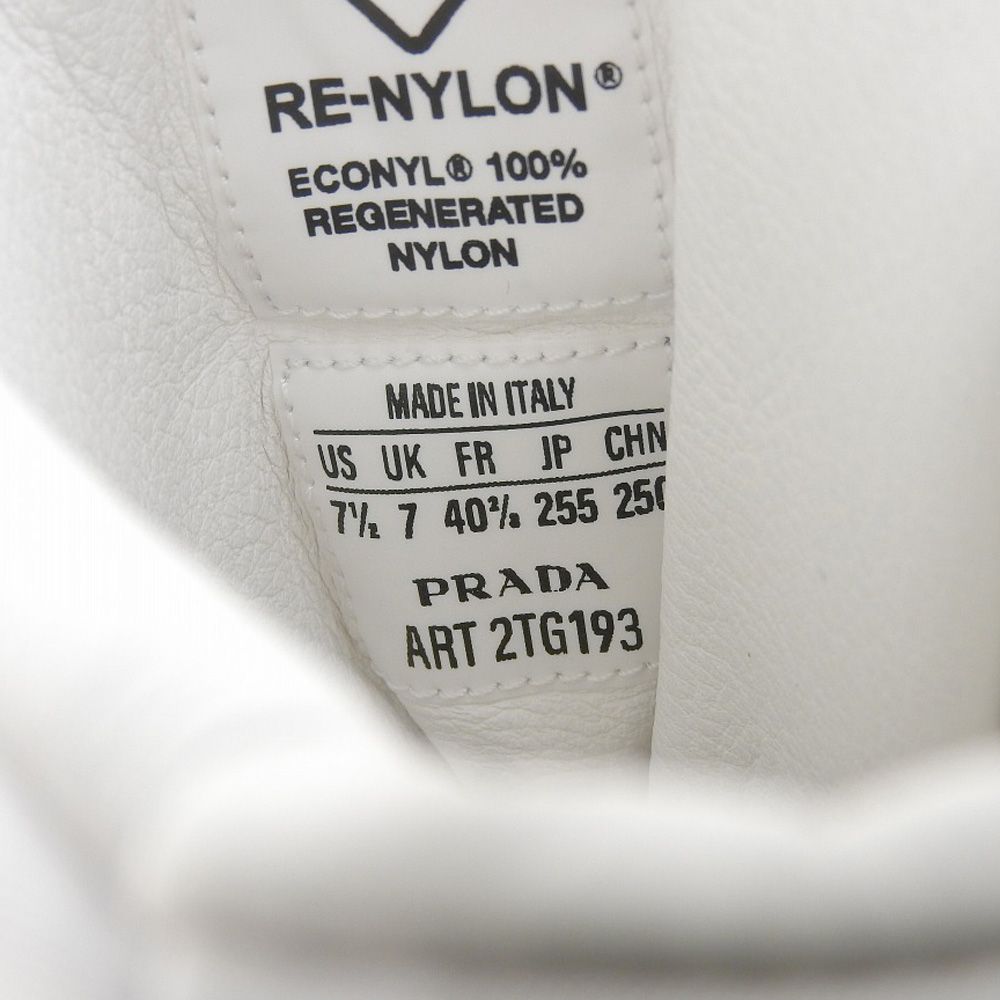 RE-NYLON®
ECONYL® 100%
REGENERATED
NYLON
MADE IN ITALY
US UK FR JP CHN
7½ 7 40⅔ 255
PRADA
ART 2TG193